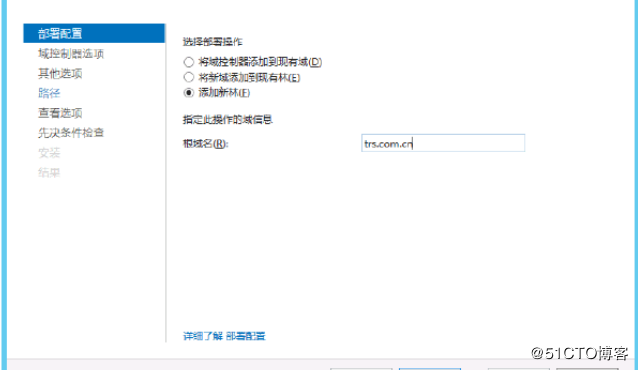 部署配置
域控制器选项
其他选项
路径
查看选项
先决条件检查
安装
结果
选择部署操作
将域控制器添加到现有域(D)
将新域添加到现有林(E)
添加新林(F)
指定此操作的域信息
根域名(R):
trs.com.cn
详细了解 部署配置
@51CTO博客